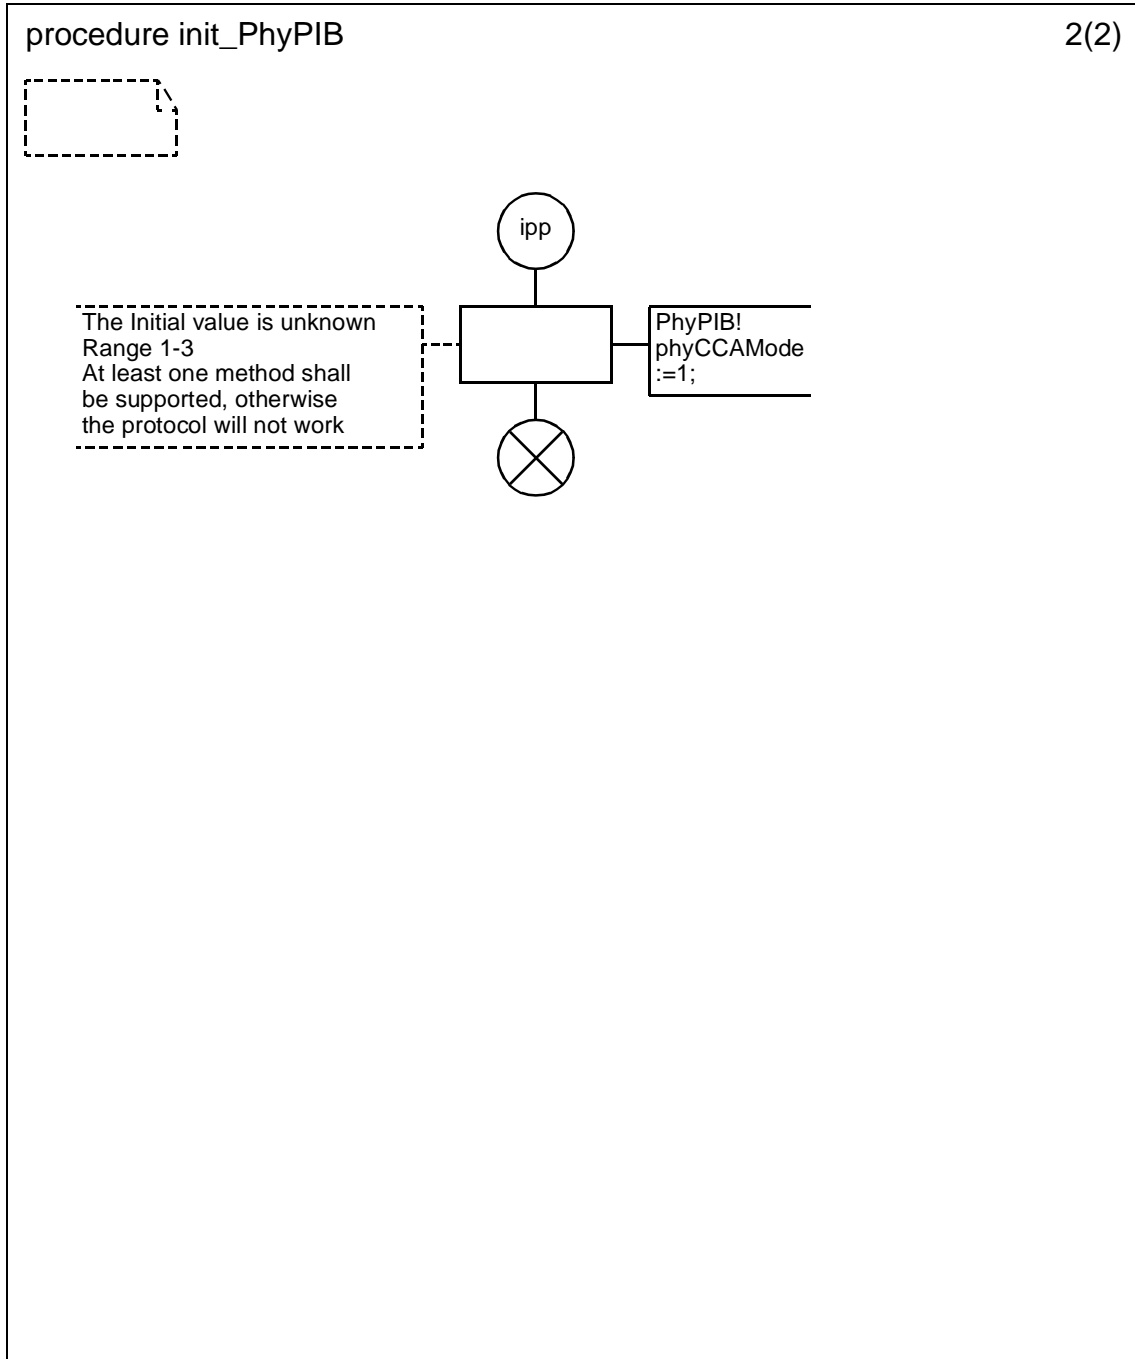 procedure init_PhyPIB
2(2)
ipp
The Initial value is unknown
Range 1-3
At least one method shall
be supported, otherwise
the protocol will not work
PhyPIB!
phyCCAMode
:=1;